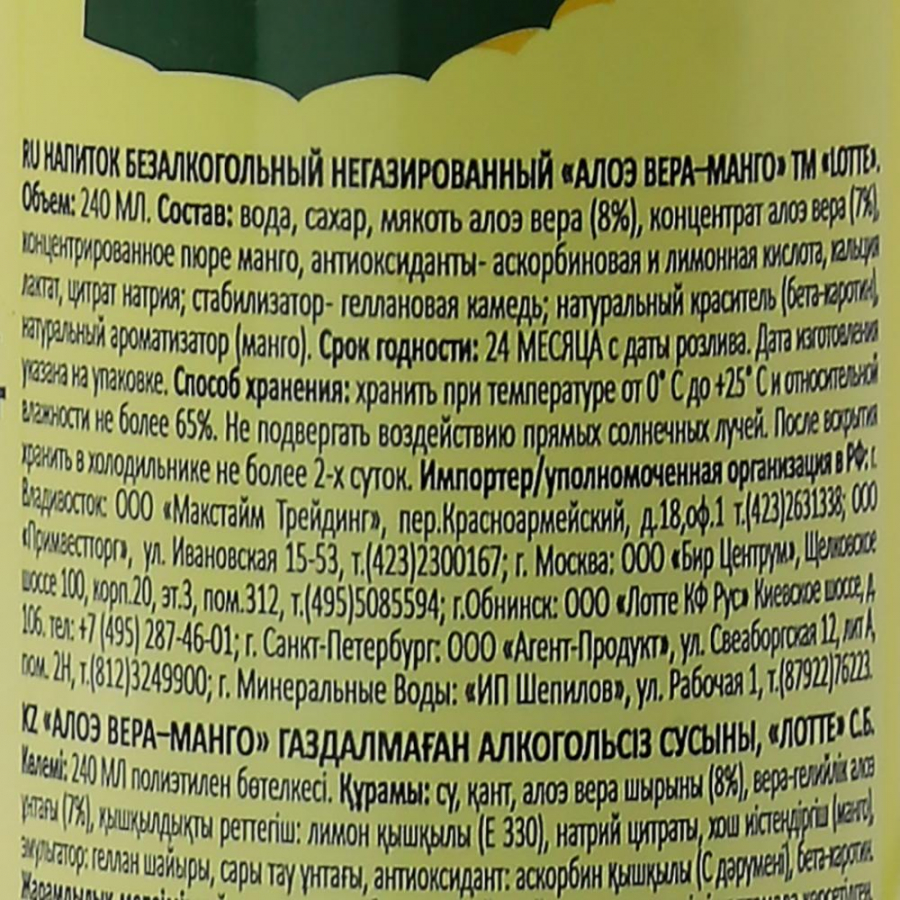 RU НАПИТОК БЕЗАЛКОГОЛЬНЫЙ НЕГАЗИРОВАННЫЙ «АЛОЭ ВЕРА–МАНГО» ТМ «LOTTE».
Объем: 240 МЛ. Состав: вода, сахар, мякоть алоэ вера (8%), концентрат алоэ вера (7%),
концентрированное пюре манго, антиоксиданты- аскорбиновая и лимонная кислота, кальция
лактат, цитрат натрия; стабилизатор- геллановая камедь; натуральный краситель (бета-каротин),
натуральный ароматизатор (манго). Срок годности: 24 МЕСЯЦА с даты розлива. Дата изготовления
указана на упаковке. Способ хранения: хранить при температуре от 0° С до +25° С и относительной
влажности не более 65%. Не подвергать воздействию прямых солнечных лучей. После вскрытия
хранить в холодильнике не более 2-х суток. Импортер/уполномоченная организация в РФ: г.
Владивосток: ООО «Макстайм Трейдинг», пер.Красноармейский, д.18,оф.1 т.(423)2631338; ООО
«Примвестторг», ул. Ивановская 15-53, т.(423)2300167; г. Москва: ООО «Бир Центрум», Щелковское
шоссе 100, корп.20, эт.3, пом.312, т.(495)5085594; г.Обнинск: ООО «Лотте КФ Рус» Киевское шоссе, д
106. тел: +7 (495) 287-46-01; г. Санкт-Петербург: ООО «Агент-Продукт», ул. Свеаборгская 12, лит А,
пом. 2Н, т.(812)3249900; г. Минеральные Воды: «ИП Шепилов», ул. Рабочая 1, т.(87922)76223.
KZ «АЛОЭ ВЕРА–МАНГО» ГАЗДАЛМАҒАН АЛКОГОЛЬСІЗ СУСЫНЫ, «ЛОТТЕ» С.Б.
Көлемі: 240 МЛ полиэтилен бөтелкесі. Құрамы: су, қант, алоэ вера шырыны (8%), вера-гелийлік алоэ
ұнтағы (7%), қышқылдықты реттегіш: лимон қышқылы (Е 330), натрий цитраты, хош иістендіргіш (манго),
эмульгатор: геллан шайыры, сары тау ұнтағы, антиоксидант: аскорбин қышқылы (С дәрумені), бета-каротин.
Жарамдылық мерзімі